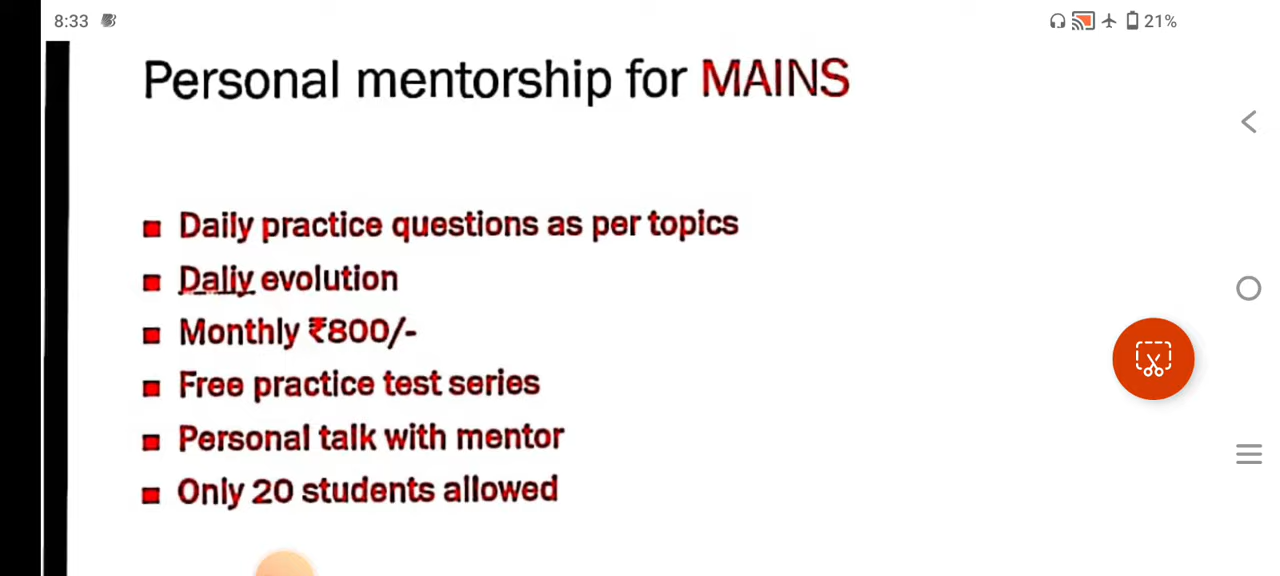 8:33
21%
Personal mentorship for MAINS
Daily practice questions as per topics
Daliy evolution
Monthly ₹800/-
Free practice test series
Personal talk with mentor
Only 20 students allowed